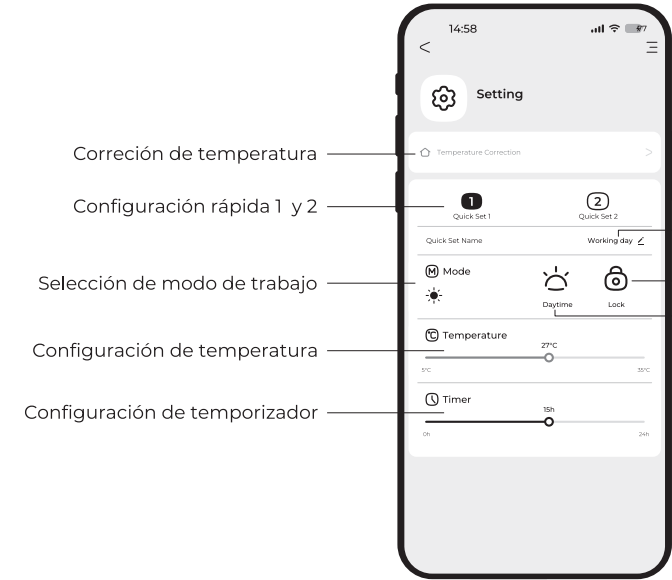 14:58
Setting
Correción de temperatura
Temperature Correction
Configuración rápida 1 y 2
1
2
Quick Set 1
Quick Set 2
Quick Set Name
Working day
Selección de modo de trabajo
M Mode
Daytime
Lock
Configuración de temperatura
°C Temperature
27°C
5°C
35°C
Configuración de temporizador
Timer
15h
0h
24h